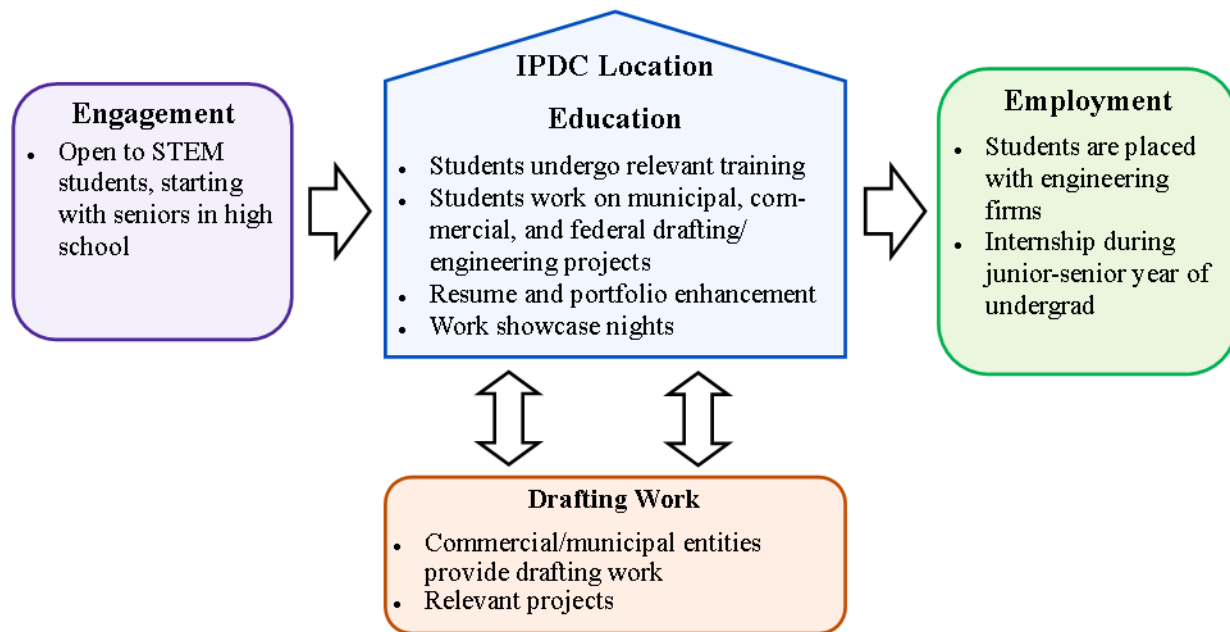 Engagement
• Open to STEM
students, starting
with seniors in high
school
IPDC Location
Education
• Students undergo relevant training
• Students work on municipal, com-
mercial, and federal drafting/
engineering projects
• Resume and portfolio enhancement
• Work showcase nights
Employment
• Students are placed
with engineering
firms
• Internship during
junior-senior year of
undergrad
Drafting Work
• Commercial/municipal entities
provide drafting work
• Relevant projects